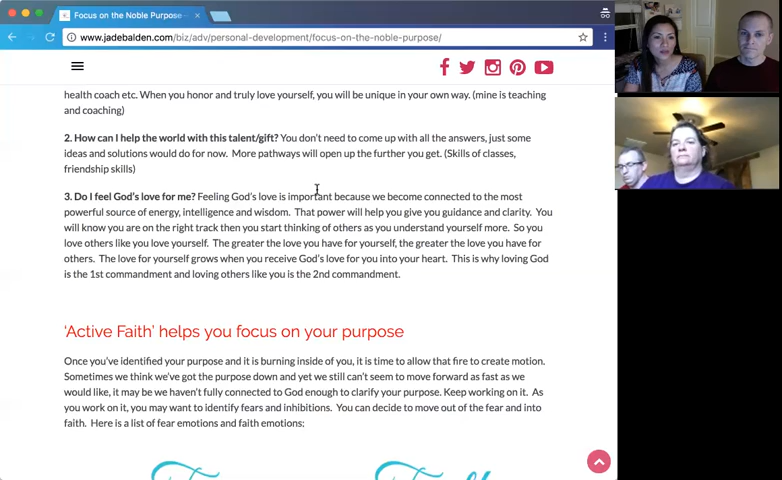 Focus on the Noble Purpose
www.jadebalden.com/biz/adv/personal-development/focus-on-the-noble-purpose/
health coach etc. When you honor and truly love yourself, you will be unique in your own way. (mine is teaching
and coaching)
2. How can I help the world with this talent/gift? You don't need to come up with all the answers, just some
ideas and solutions would do for now. More pathways will open up the further you get. (Skills of classes,
friendship skills)
3. Do I feel God's love for me? Feeling God's love is important because we become connected to the most
powerful source of energy, intelligence and wisdom. That power will help you give you guidance and clarity. You
will know you are on the right track then you start thinking of others as you understand yourself more. So you
love others like you love yourself. The greater the love you have for yourself, the greater the love you have for
others. The love for yourself grows when you receive God's love for you into your heart. This is why loving God
is the 1st commandment and loving others like you is the 2nd commandment.
'Active Faith' helps you focus on your purpose
Once you've identified your purpose and it is burning inside of you, it is time to allow that fire to create motion.
Sometimes we think we've got the purpose down and yet we still can't seem to move forward as fast as we
would like, it may be we haven't fully connected to God enough to clarify your purpose. Keep working on it. As
you work on it, you may want to identify fears and inhibitions. You can decide to move out of the fear and into
faith. Here is a list of fear emotions and faith emotions: